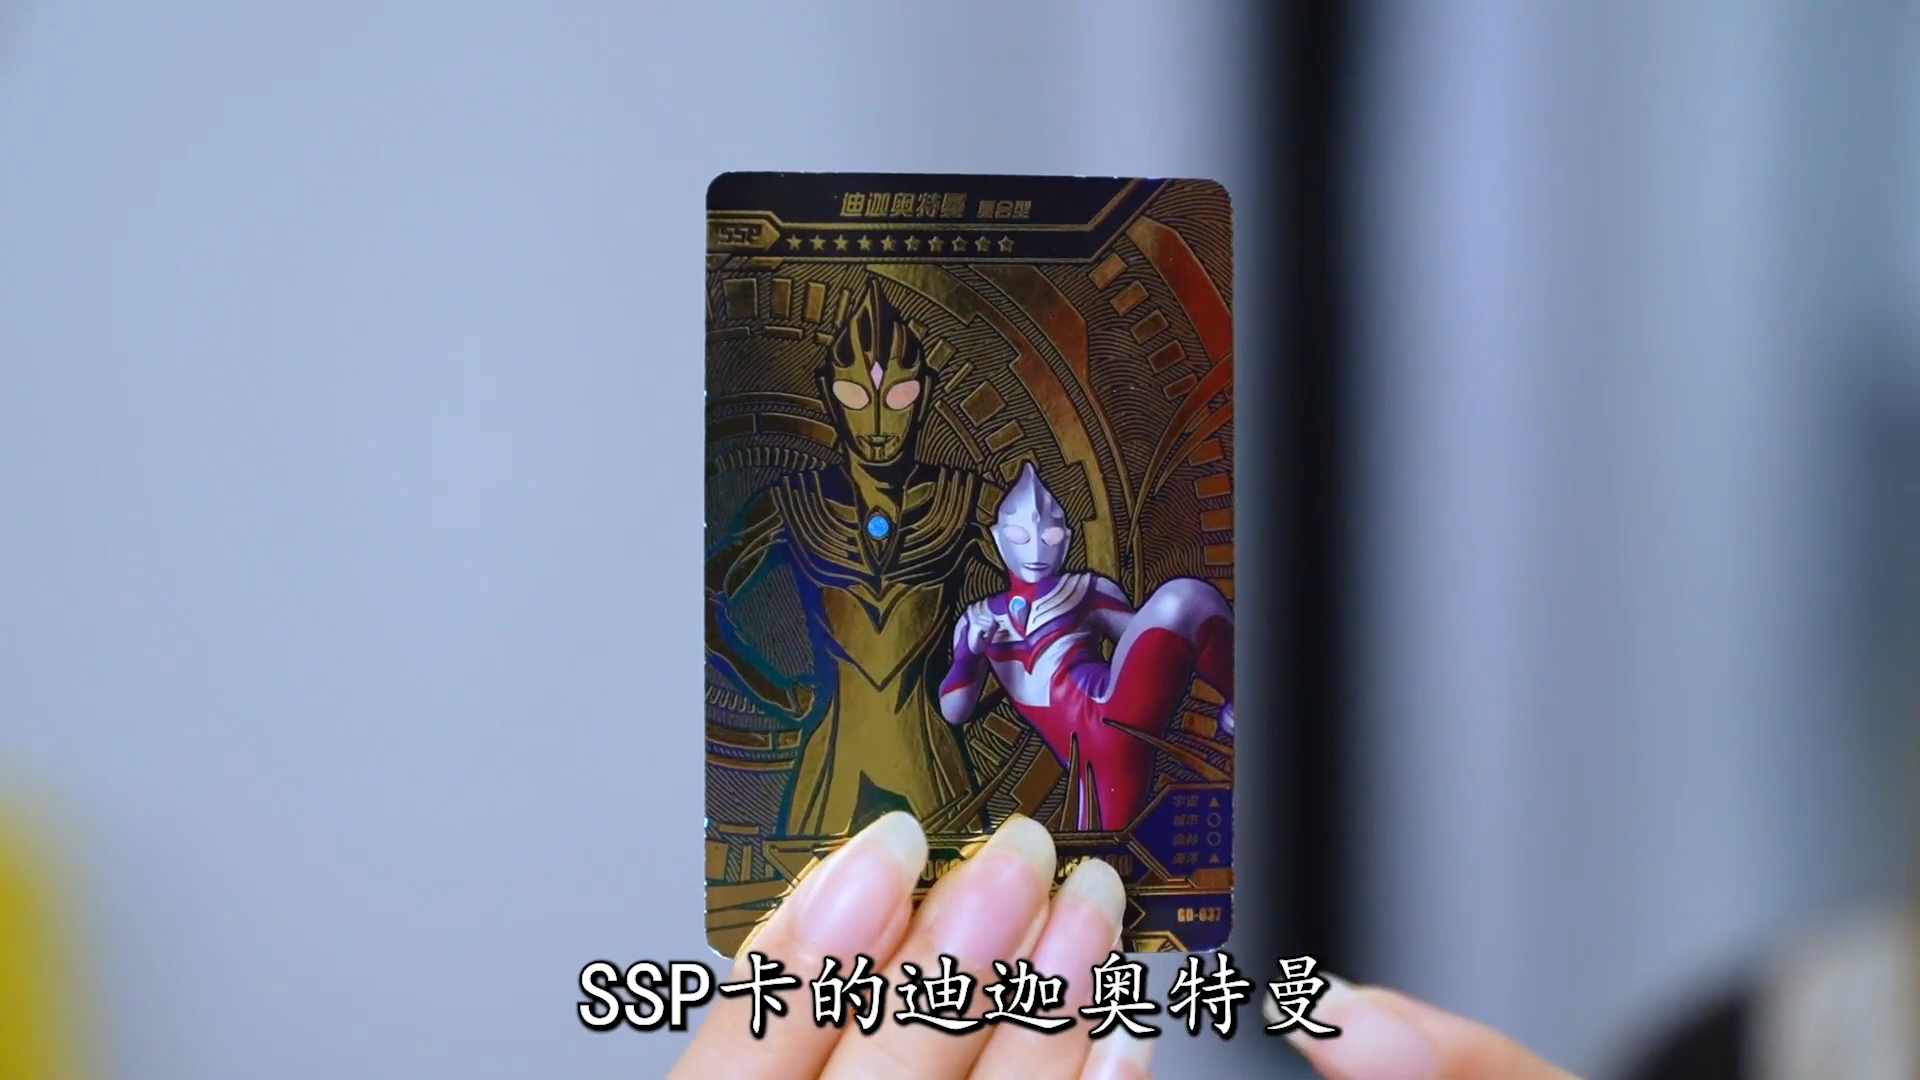 迪迦奥特曼 复合型
SSP
宇宙 ▲
城市 ○
森林 ○
海洋 ▲
GD-037
SSP卡的迪迦奥特曼